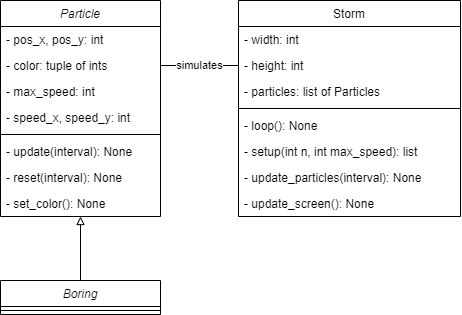 Particle
- pos_x, pos_y: int
- color: tuple of ints
- max_speed: int
- speed_x, speed_y: int
- update(interval): None
- reset(interval): None
- set_color(): None
simulates
Storm
- width: int
- height: int
- particles: list of Particles
- loop(): None
- setup(int n, int max_speed): list
- update_particles(interval): None
- update_screen(): None
Boring